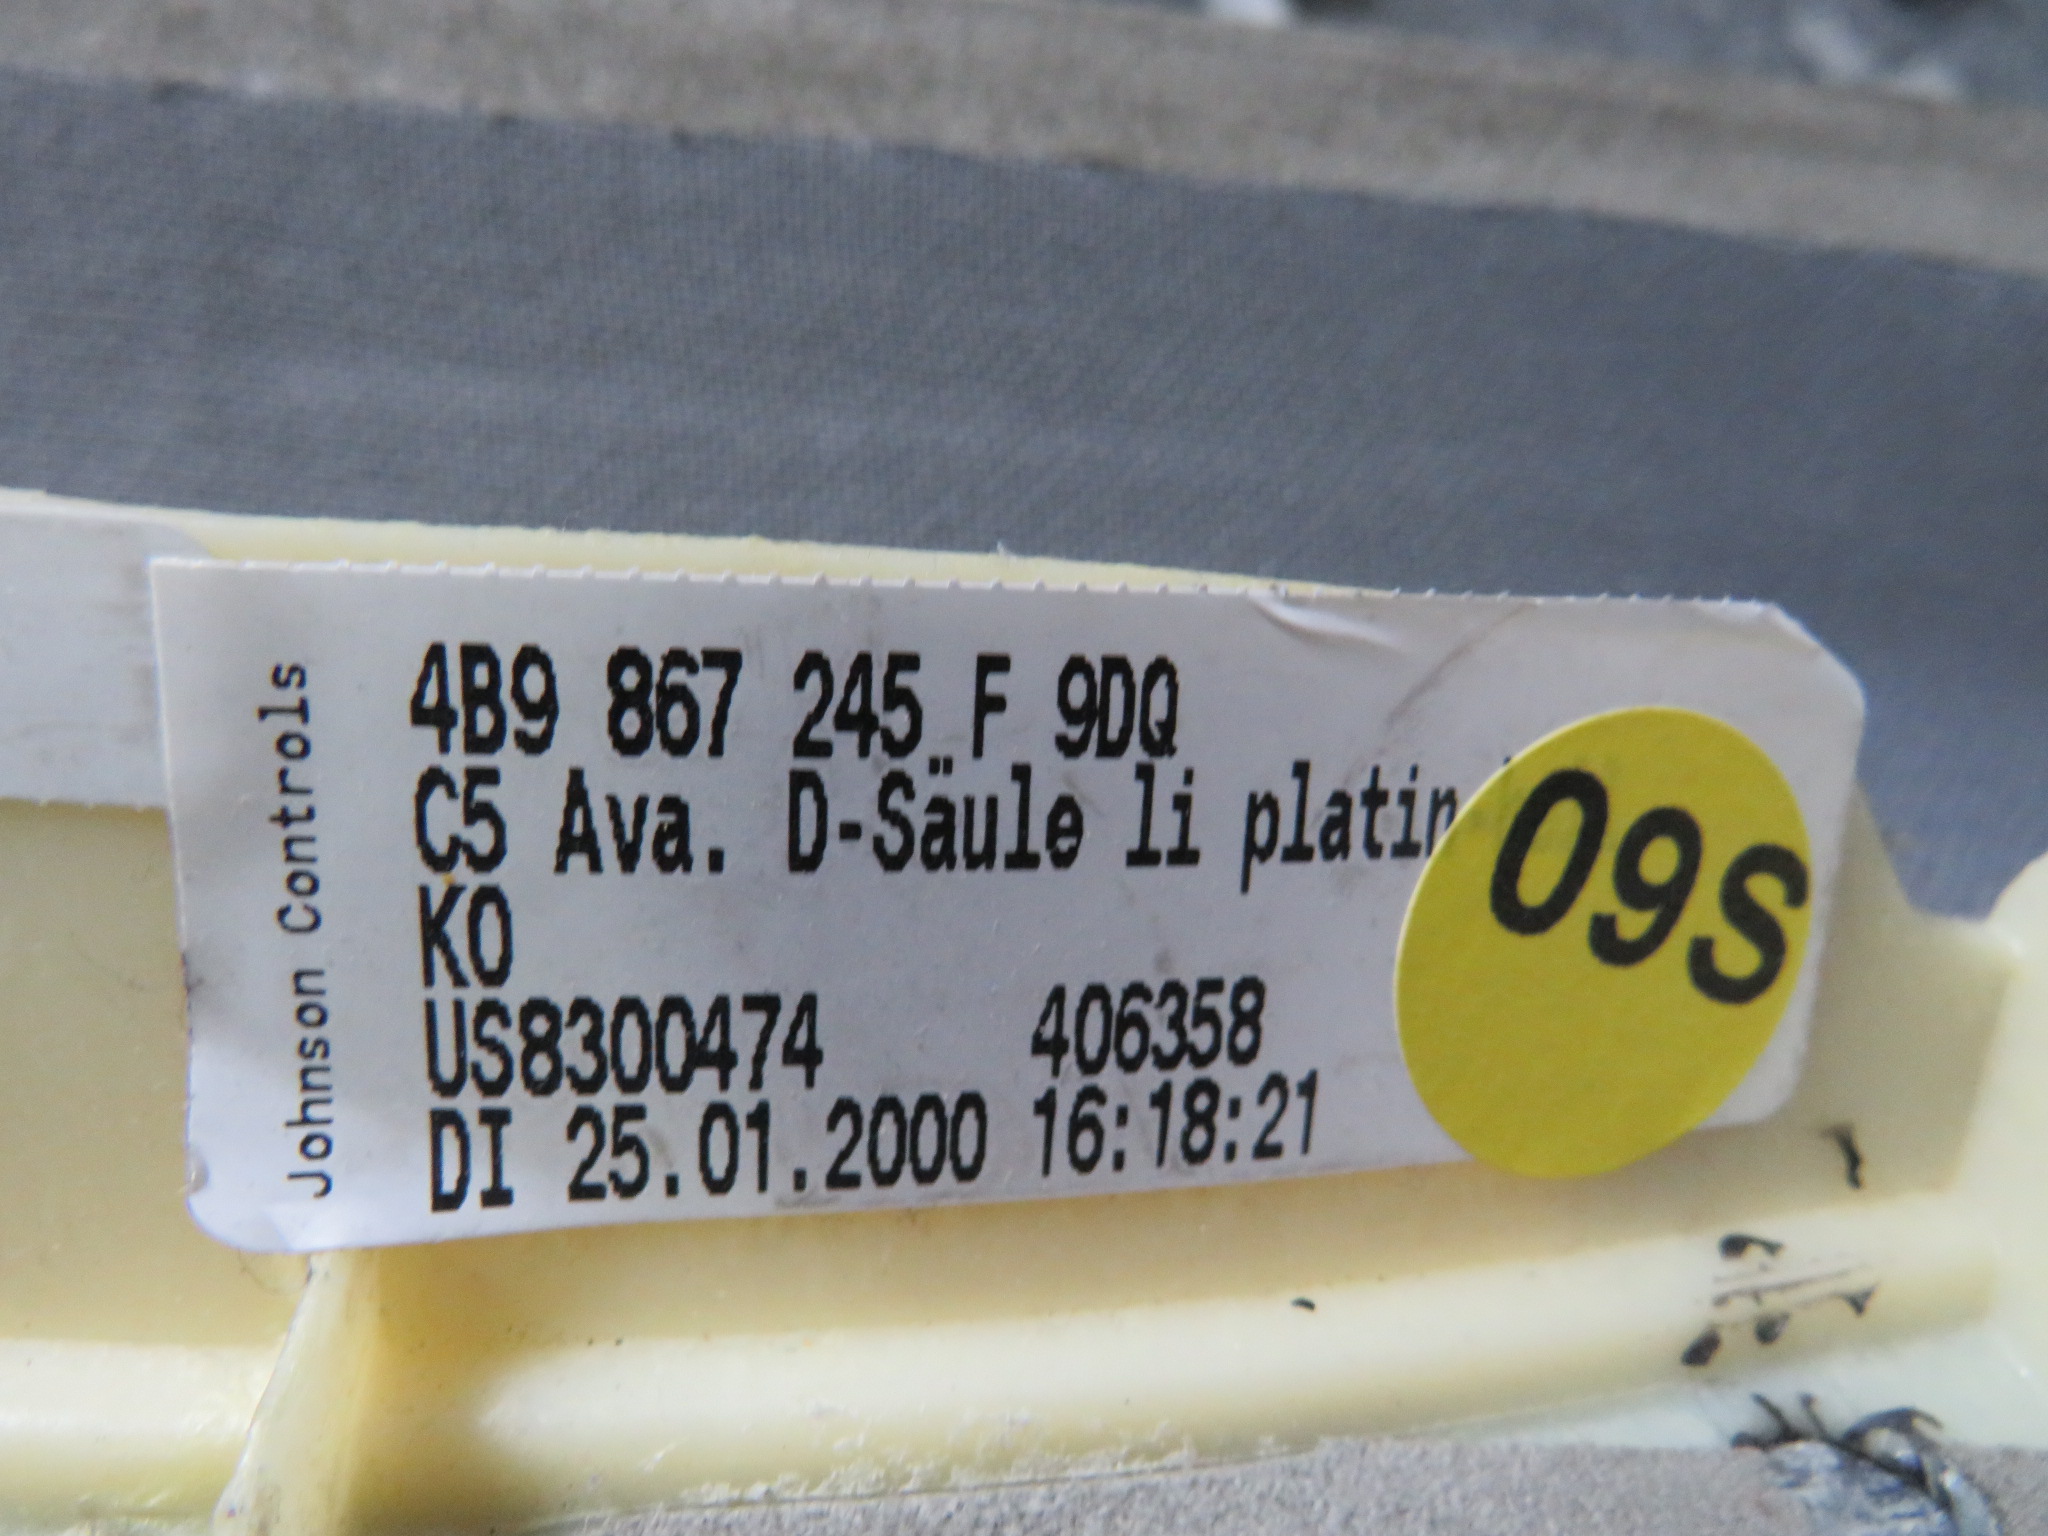 Johnson Controls
4B9 867 245 F 9DQ
C5 Ava. D-Säule li platin
KO
US8300474 406358
DI 25.01.2000 16:18:21
09S